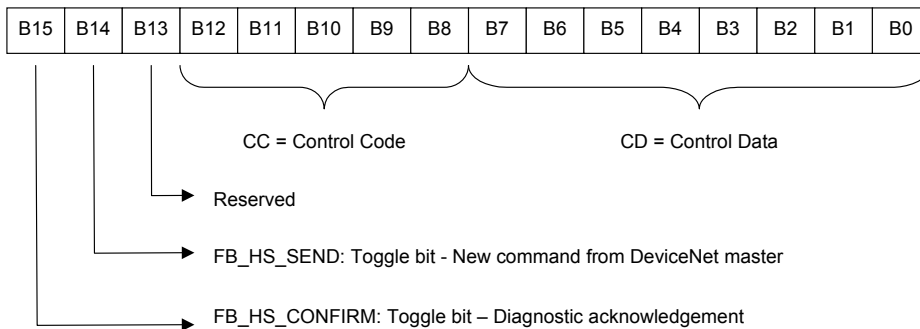 B15 B14 B13 B12 B11 B10 B9 B8 B7 B6 B5 B4 B3 B2 B1 B0
CC = Control Code CD = Control Data
Reserved
FB_HS_SEND: Toggle bit - New command from DeviceNet master
FB_HS_CONFIRM: Toggle bit – Diagnostic acknowledgement